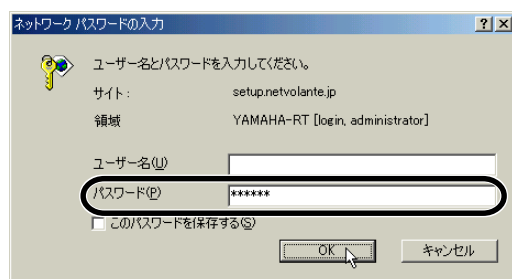 ネットワーク パスワードの入力
ユーザー名とパスワードを入力してください。
サイト: setup.netvolante.jp
領域 YAMAHA-RT [login, administrator]
ユーザー名(U)
パスワード(P) ******
このパスワードを保存する(S)
OK キャンセル